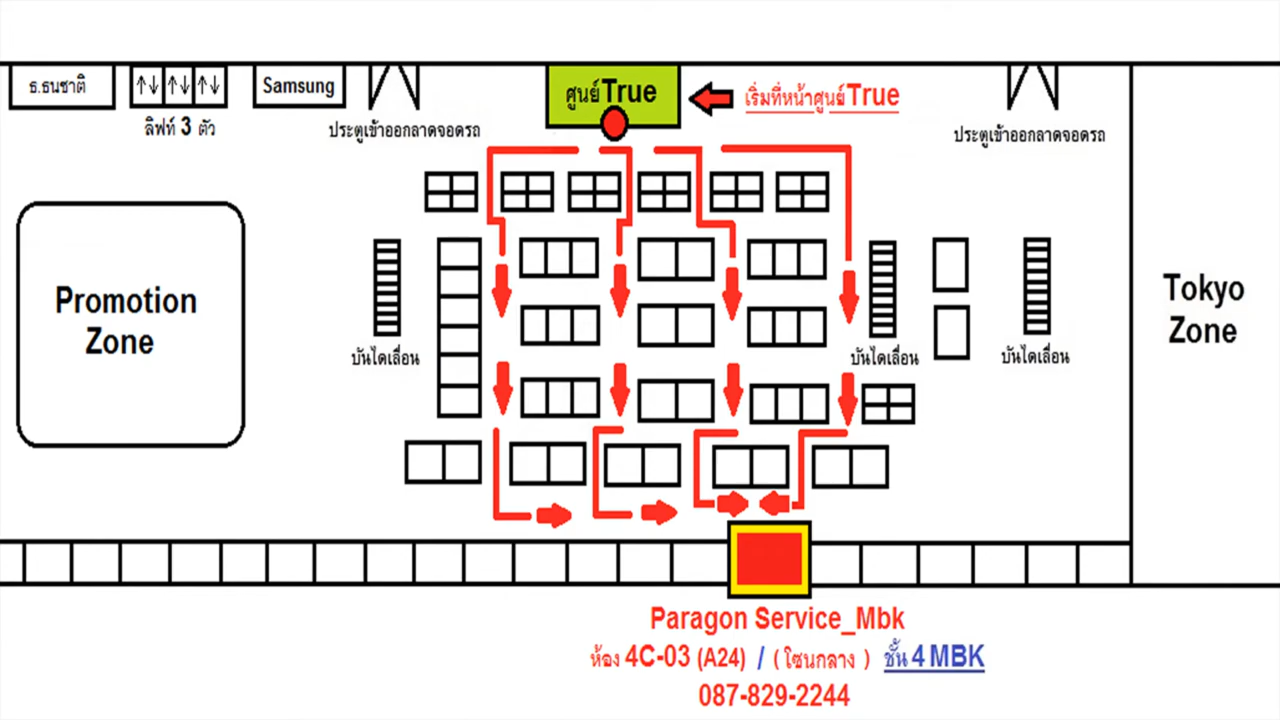 ธ.ธนชาติ
Samsung
ศูนย์True
เริ่มที่หน้าศูนย์True
ลิฟท์ 3 ตัว
ประตูเข้าออกลาดจอดรถ
ประตูเข้าออกลาดจอดรถ
Promotion
Zone
Tokyo
Zone
บันไดเลื่อน
บันไดเลื่อน
บันไดเลื่อน
Paragon Service_Mbk
ห้อง 4C-03 (A24) / ( โซนกลาง ) ชั้น 4 MBK
087-829-2244